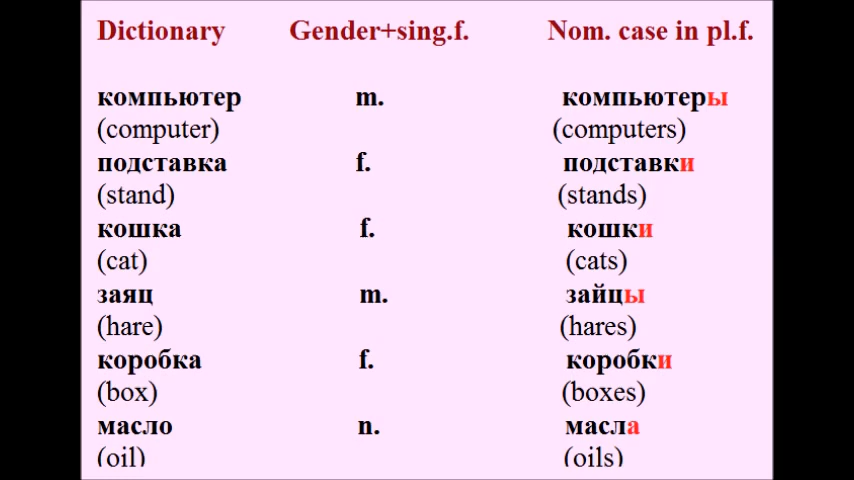 Dictionary Gender+sing.f. Nom. case in pl.f.
компьютер m. компьютеры
(computer) (computers)
подставка f. подставки
(stand) (stands)
кошка f. кошки
(cat) (cats)
заяц m. зайцы
(hare) (hares)
коробка f. коробки
(box) (boxes)
масло n. масла
(oil) (oils)